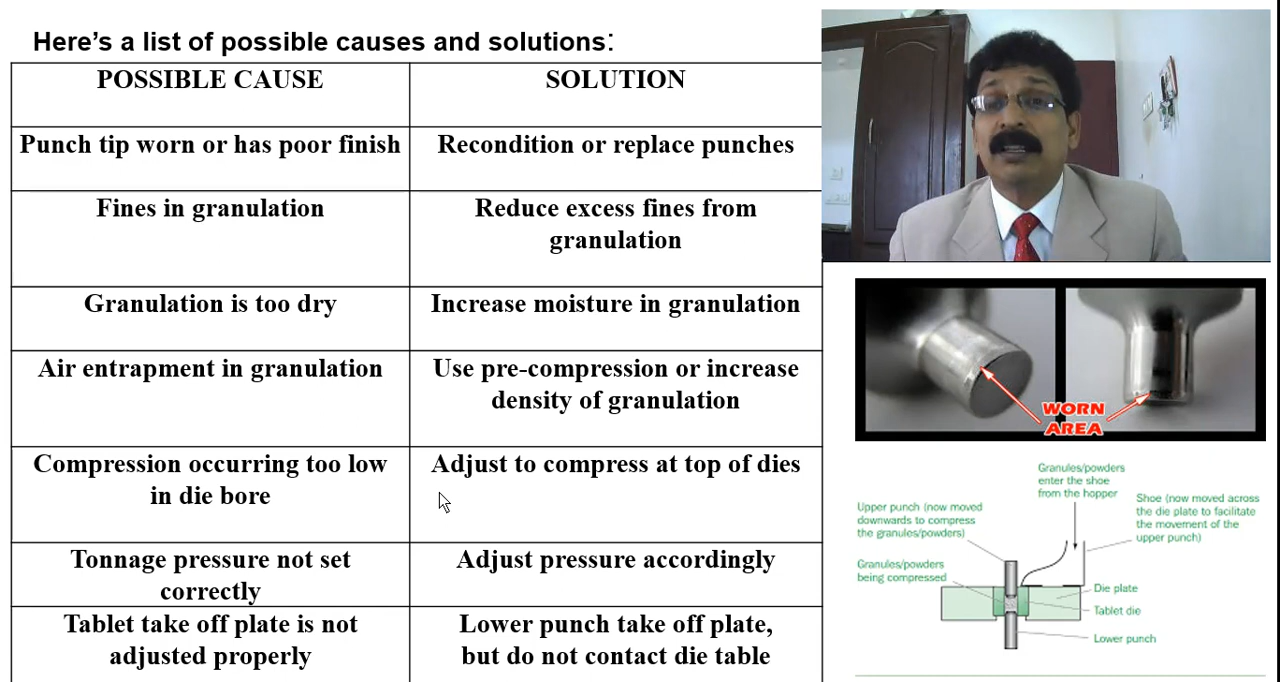 Here’s a list of possible causes and solutions:
POSSIBLE CAUSE
SOLUTION
Punch tip worn or has poor finish
Recondition or replace punches
Fines in granulation
Reduce excess fines from
granulation
Granulation is too dry
Increase moisture in granulation
Air entrapment in granulation
Use pre-compression or increase
density of granulation
Compression occurring too low
in die bore
Adjust to compress at top of dies
Tonnage pressure not set
correctly
Adjust pressure accordingly
Tablet take off plate is not
adjusted properly
Lower punch take off plate,
but do not contact die table
WORN
AREA
Granules/powders
enter the shoe
from the hopper
Upper punch (now moved
downwards to compress
the granules/powders)
Shoe (now moved across
the die plate to facilitate
the movement of the
upper punch)
Granules/powders
being compressed
Die plate
Tablet die
Lower punch